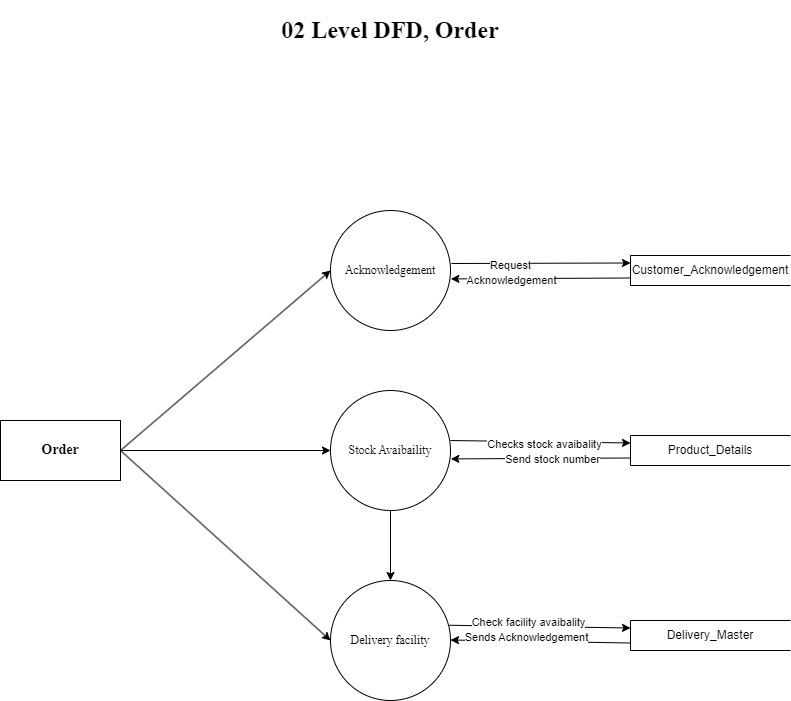 02 Level DFD, Order
Acknowledgement
Request
Acknowledgement
Customer_Acknowledgement
Order
Stock Avaibaility
Checks stock avaibality
Send stock number
Product_Details
Delivery facility
Check facility avaibality
Sends Acknowledgement
Delivery_Master